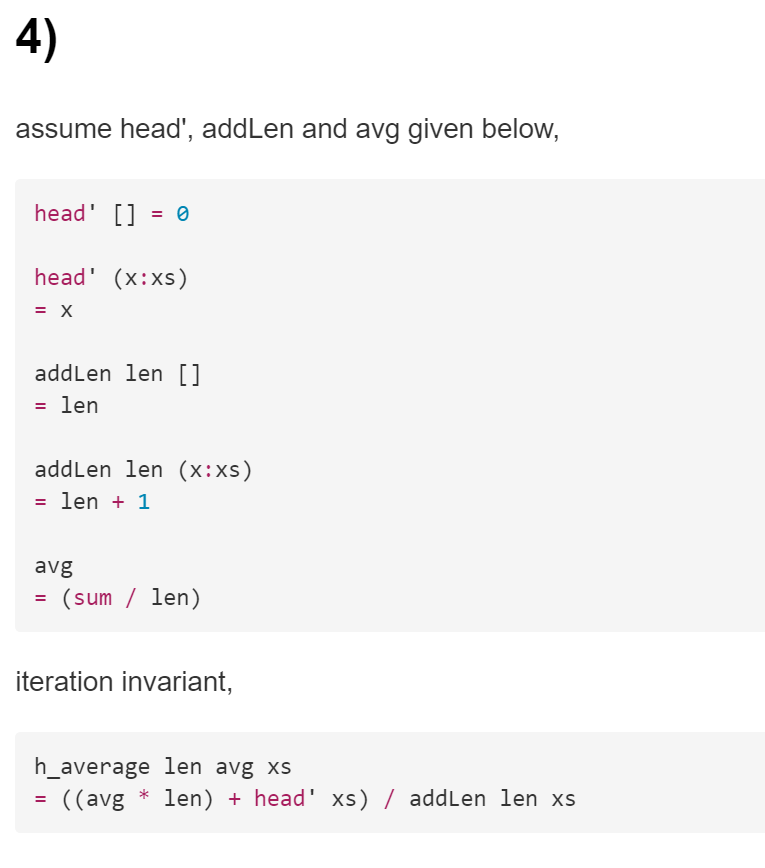 4)
assume head', addLen and avg given below,
head' [] = 0
head' (x:xs)
= x
addLen len []
= len
addLen len (x:xs)
= len + 1
avg
= (sum / len)
iteration invariant,
h_average len avg xs
= ((avg * len) + head' xs) / addLen len xs